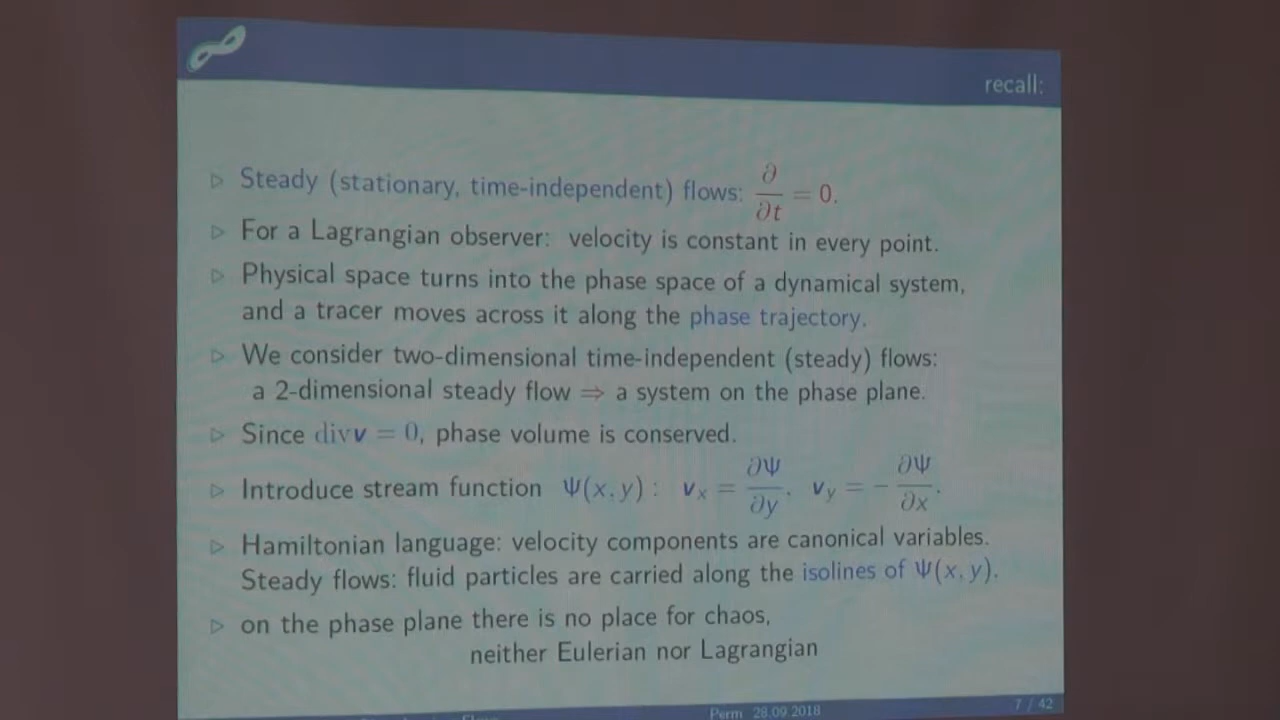 recall:
▷ Steady (stationary, time-independent) flows: ∂/∂t = 0.
▷ For a Lagrangian observer: velocity is constant in every point.
▷ Physical space turns into the phase space of a dynamical system,
and a tracer moves across it along the phase trajectory.
▷ We consider two-dimensional time-independent (steady) flows:
a 2-dimensional steady flow ⇒ a system on the phase plane.
▷ Since divv = 0, phase volume is conserved.
▷ Introduce stream function Ψ(x, y) : vₓ = ∂Ψ/∂y, v_y = −∂Ψ/∂x.
▷ Hamiltonian language: velocity components are canonical variables.
Steady flows: fluid particles are carried along the isolines of Ψ(x, y).
▷ on the phase plane there is no place for chaos,
neither Eulerian nor Lagrangian
Perm 28.09.2018
7 / 42